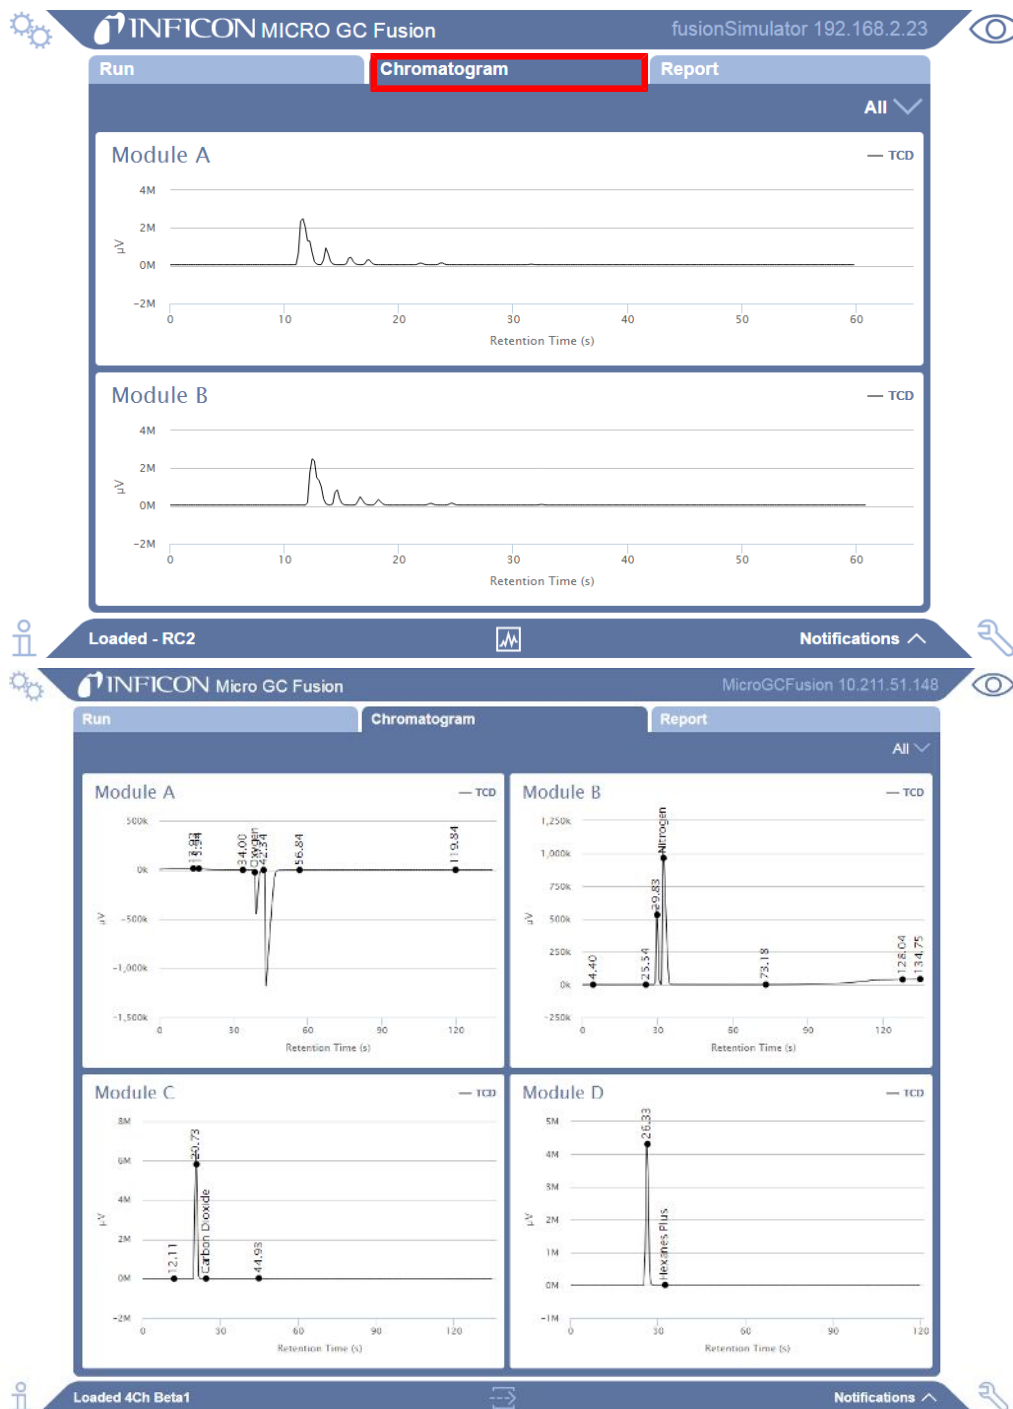 INFICON MICRO GC Fusion
fusionSimulator 192.168.2.23
Run
Chromatogram
Report
All
Module A
TCD
4M
2M
0M
-2M
µV
0 10 20 30 40 50 60
Retention Time (s)
Module B
TCD
4M
2M
0M
-2M
µV
0 10 20 30 40 50 60
Retention Time (s)
Loaded - RC2
Notifications
INFICON Micro GC Fusion
MicroGCFusion 10.211.51.148
Run
Chromatogram
Report
All
Module A
TCD
500k
0k
-500k
-1,000k
-1,500k
µV
34.00
Oxygen
42.34
56.84
119.84
0 30 60 90 120
Retention Time (s)
Module B
TCD
1,250k
1,000k
750k
500k
250k
0k
-250k
µV
4.40
25.54
29.83
Nitrogen
73.18
128.04
134.75
0 30 60 90 120
Retention Time (s)
Module C
TCD
8M
6M
4M
2M
0M
-2M
µV
12.11
20.73
Carbon Dioxide
44.93
0 30 60 90 120
Retention Time (s)
Module D
TCD
5M
4M
3M
2M
1M
0M
-1M
µV
26.33
Hexanes Plus
0 30 60 90 120
Retention Time (s)
Loaded 4Ch Beta1
Notifications